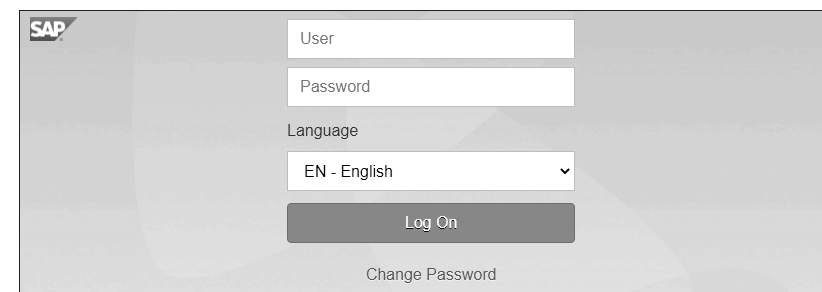 SAP
User
Password
Language
EN - English
Log On
Change Password